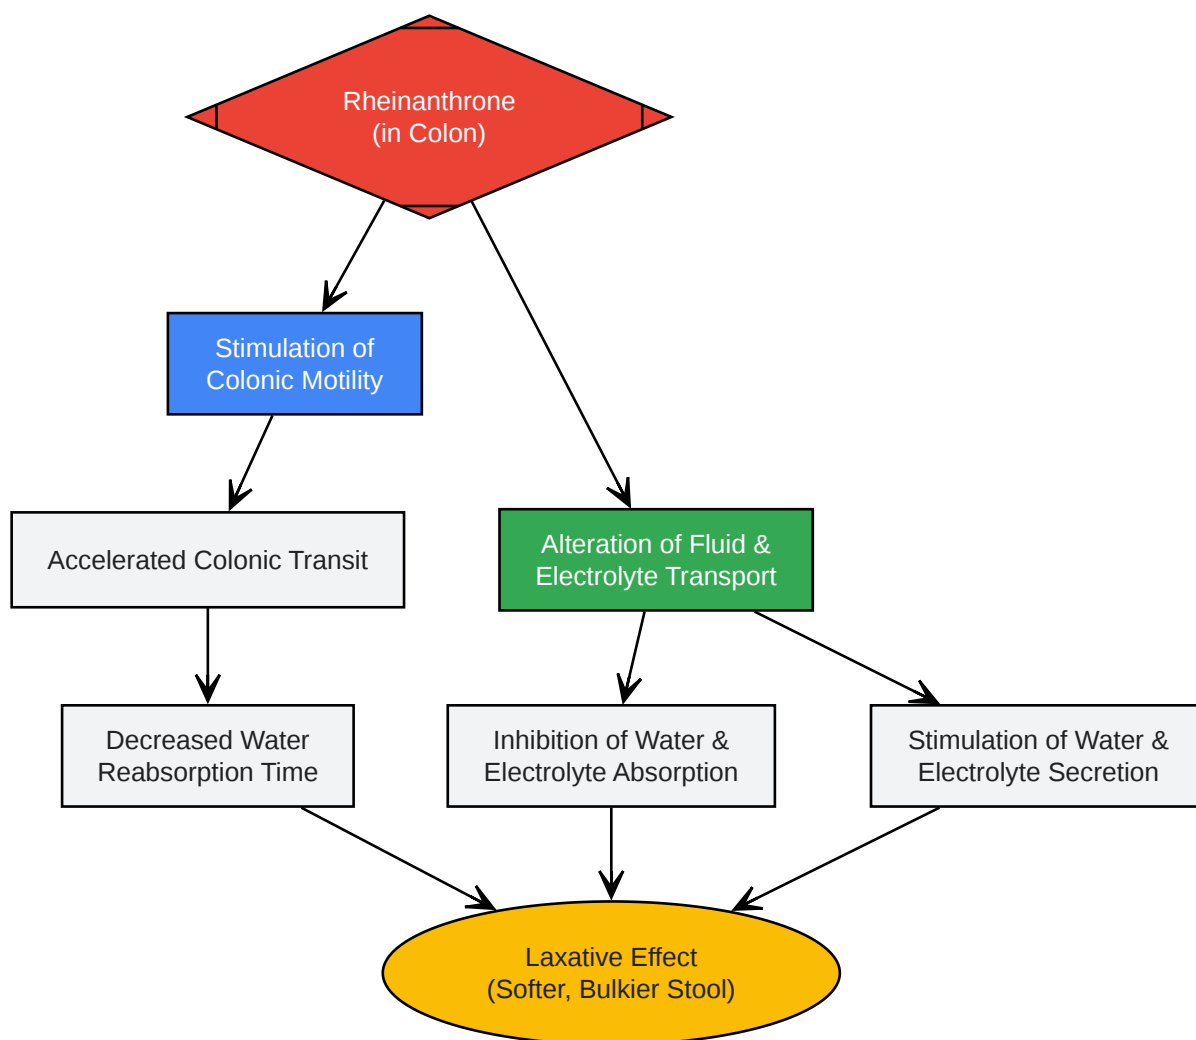 Rheinanthrone
(in Colon)
Stimulation of
Colonic Motility
Accelerated Colonic Transit
Alteration of Fluid &
Electrolyte Transport
Decreased Water
Reabsorption Time
Inhibition of Water &
Electrolyte Absorption
Stimulation of Water &
Electrolyte Secretion
Laxative Effect
(Softer, Bulkier Stool)